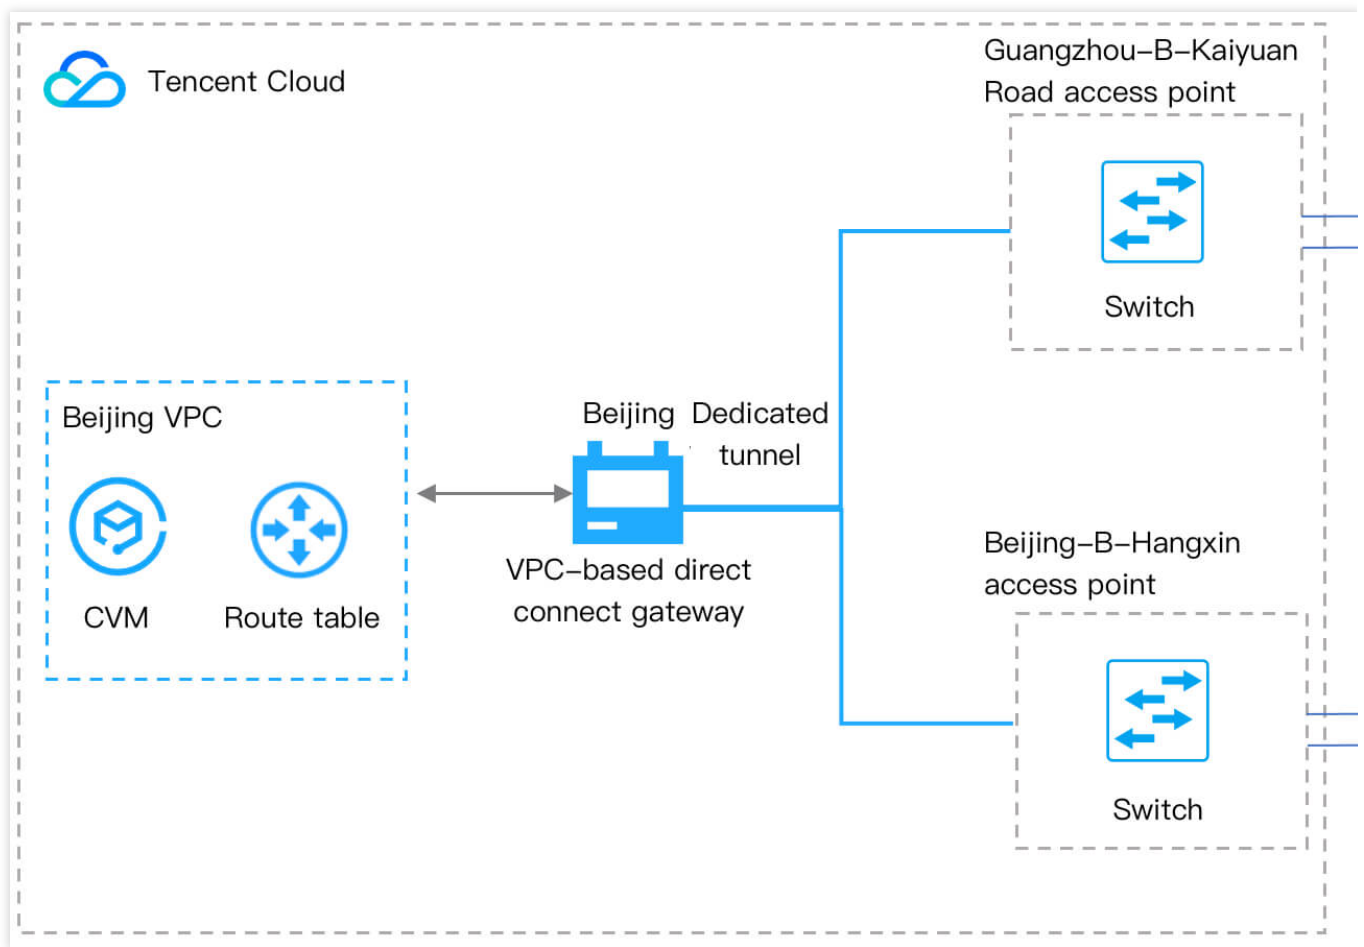 Tencent Cloud
Guangzhou–B–Kaiyuan
Road access point
Switch
Beijing VPC
CVM
Route table
Beijing
Dedicated
tunnel
VPC–based direct
connect gateway
Beijing–B–Hangxin
access point
Switch